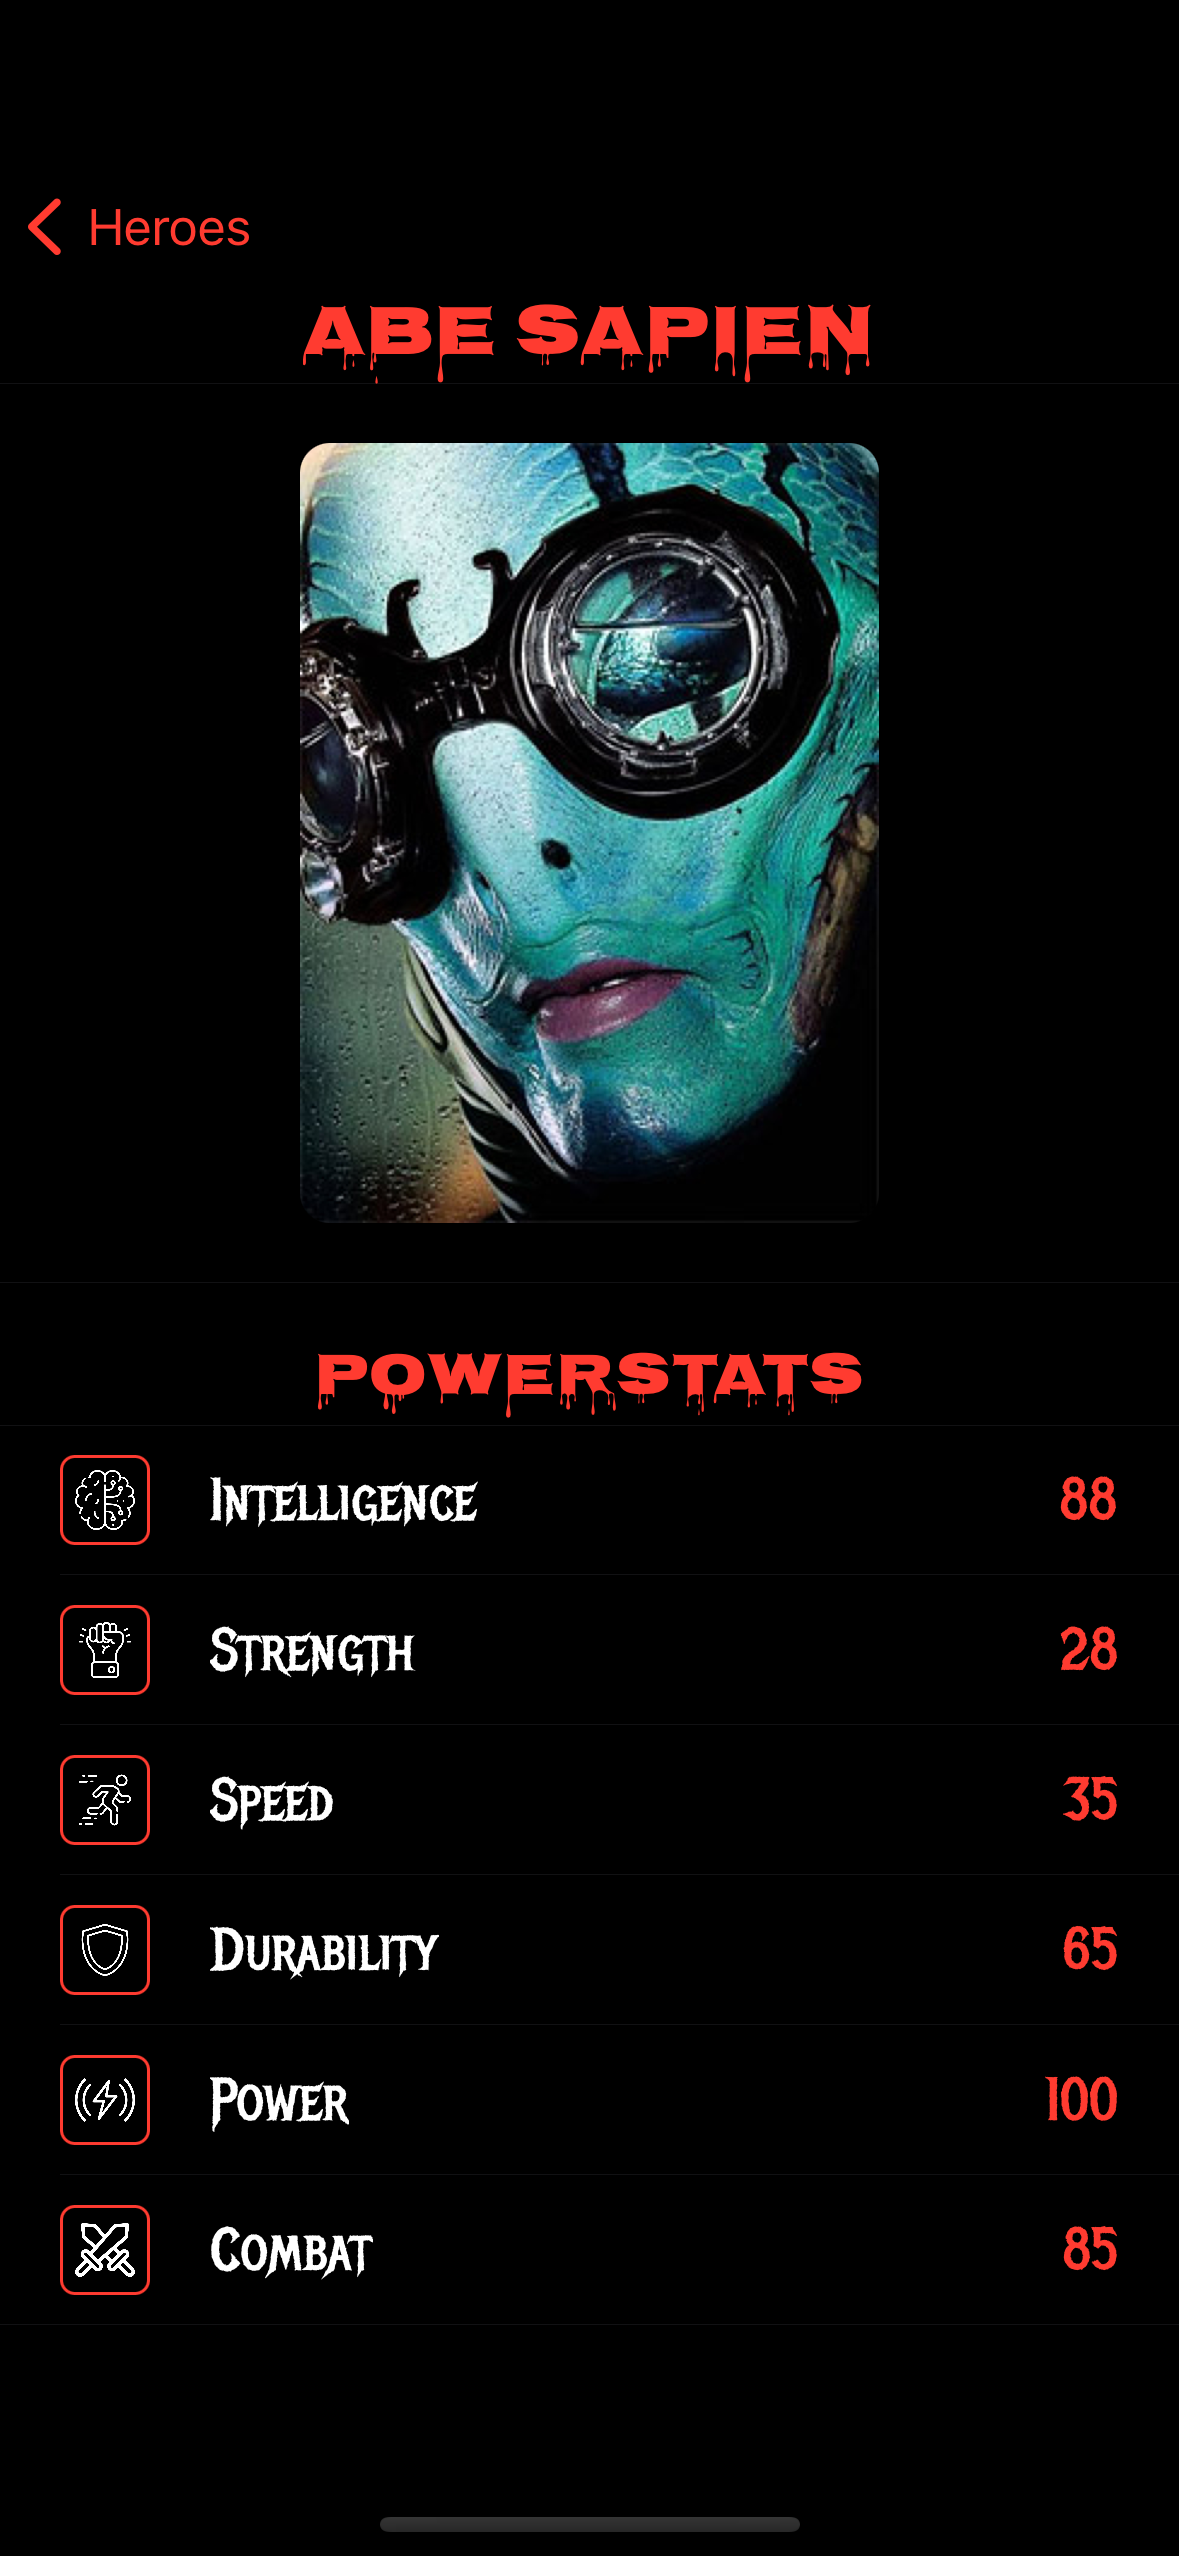 Heroes
ABE SAPIEN
POWERSTATS
INTELLIGENCE 88
STRENGTH 28
SPEED 35
DURABILITY 65
POWER 100
COMBAT 85